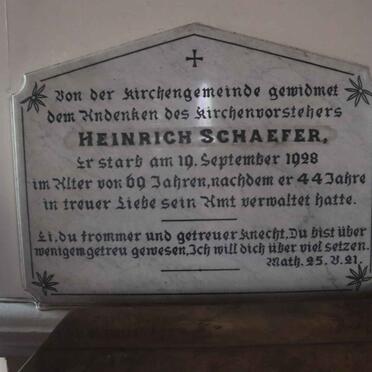 Von der Kirchengemeinde gewidmet
dem Andenken des Kirchenvorstehers
HEINRICH SCHAEFER,
Er starb am 19. September 1928
im Alter von 69 Jahren, nachdem er 44 Jahre
in treuer Liebe sein Amt verwaltet hatte.
Ei, du frommer und getreuer Knecht, Du bist über
wenigem getreu gewesen, Ich will dich über viel setzen.
Math. 25. V. 21.